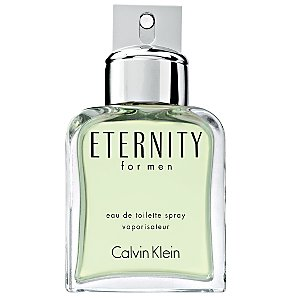 ETERNITY
for men
eau de toilette spray
vaporisateur
Calvin Klein